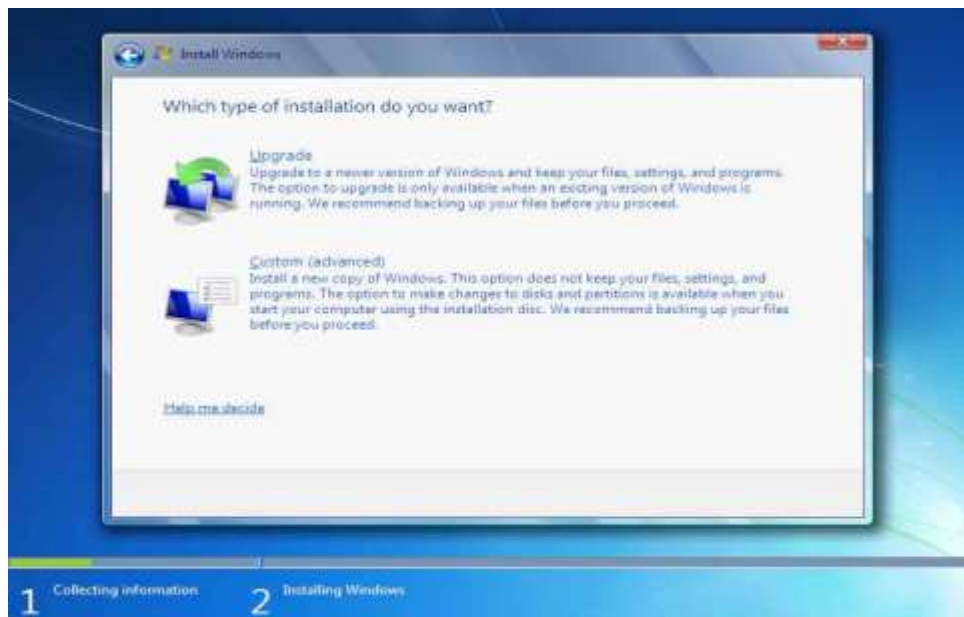 Install Windows
Which type of installation do you want?
Upgrade
Upgrade to a newer version of Windows and keep your files, settings, and programs.
The option to upgrade is only available when an existing version of Windows is
running. We recommend backing up your files before you proceed.
Custom (advanced)
Install a new copy of Windows. This option does not keep your files, settings, and
programs. The option to make changes to disks and partitions is available when you
start your computer using the installation disc. We recommend backing up your files
before you proceed.
Help me decide
1 Collecting information
2 Installing Windows